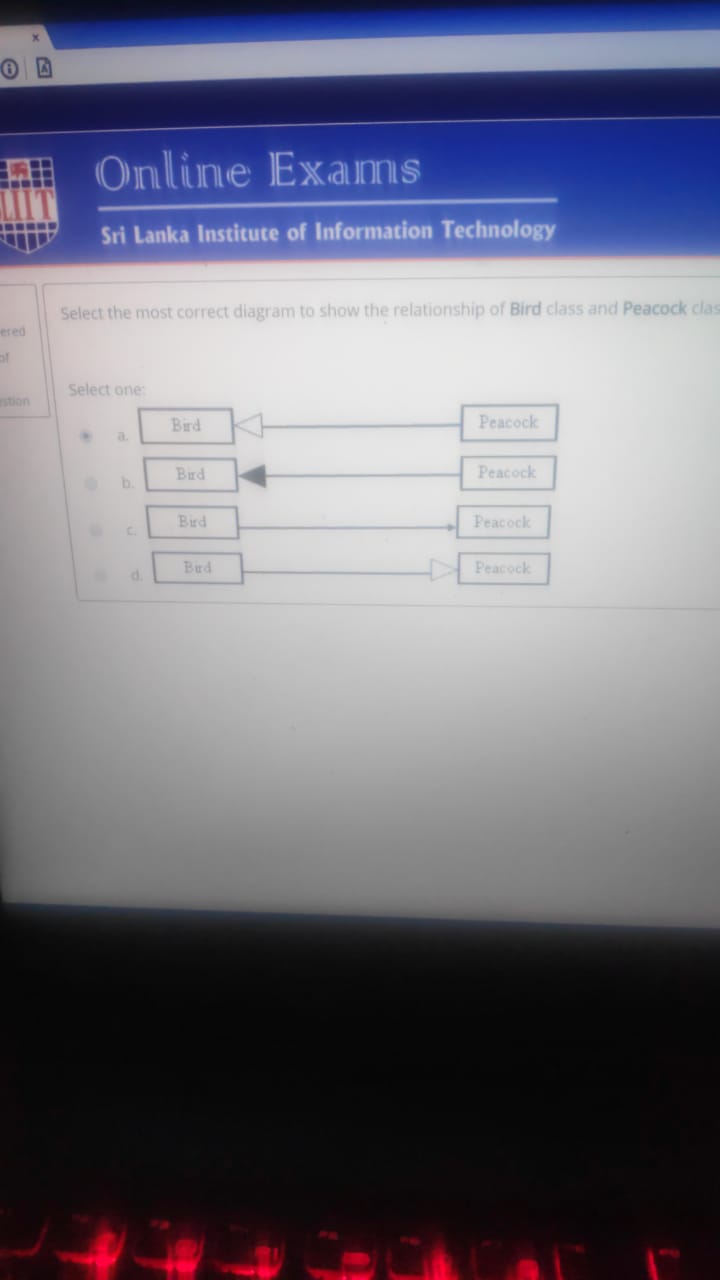 x
Online Exams
LIIT
Sri Lanka Institute of Information Technology
Select the most correct diagram to show the relationship of Bird class and Peacock clas
ered
of
stion
Select one:
a. Bird Peacock
b. Bird Peacock
c. Bird Peacock
d. Bird Peacock